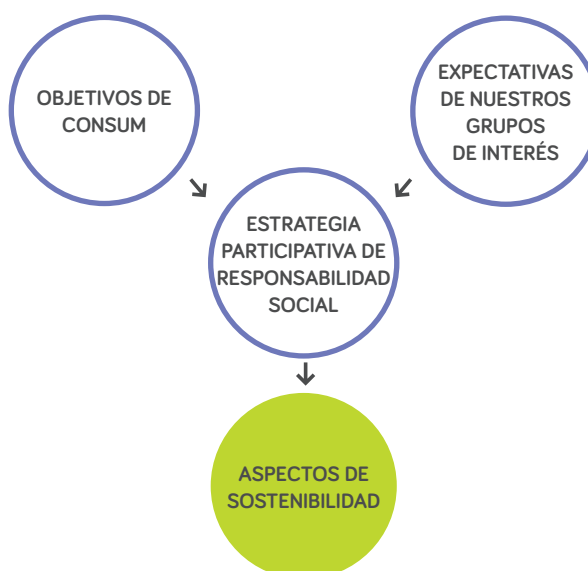 OBJETIVOS DE
CONSUM
EXPECTATIVAS
DE NUESTROS
GRUPOS
DE INTERÉS
ESTRATEGIA
PARTICIPATIVA DE
RESPONSABILIDAD
SOCIAL
ASPECTOS DE
SOSTENIBILIDAD